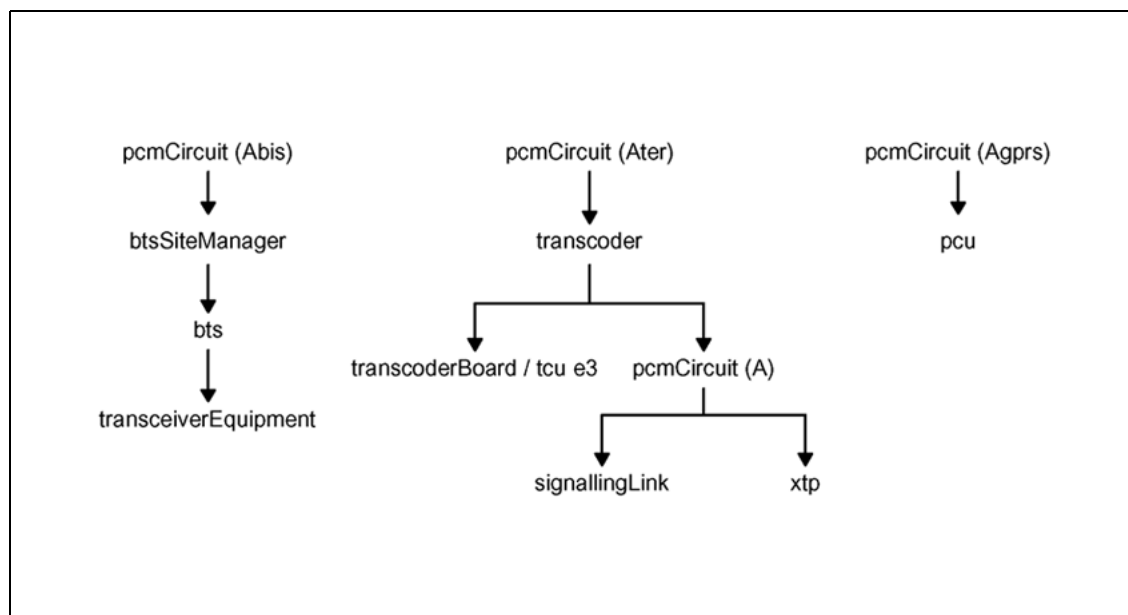 pcmCircuit (Abis)
pcmCircuit (Ater)
pcmCircuit (Agprs)
btsSiteManager
transcoder
pcu
bts
transcoderBoard / tcu e3
pcmCircuit (A)
transceiverEquipment
signallingLink
xtp